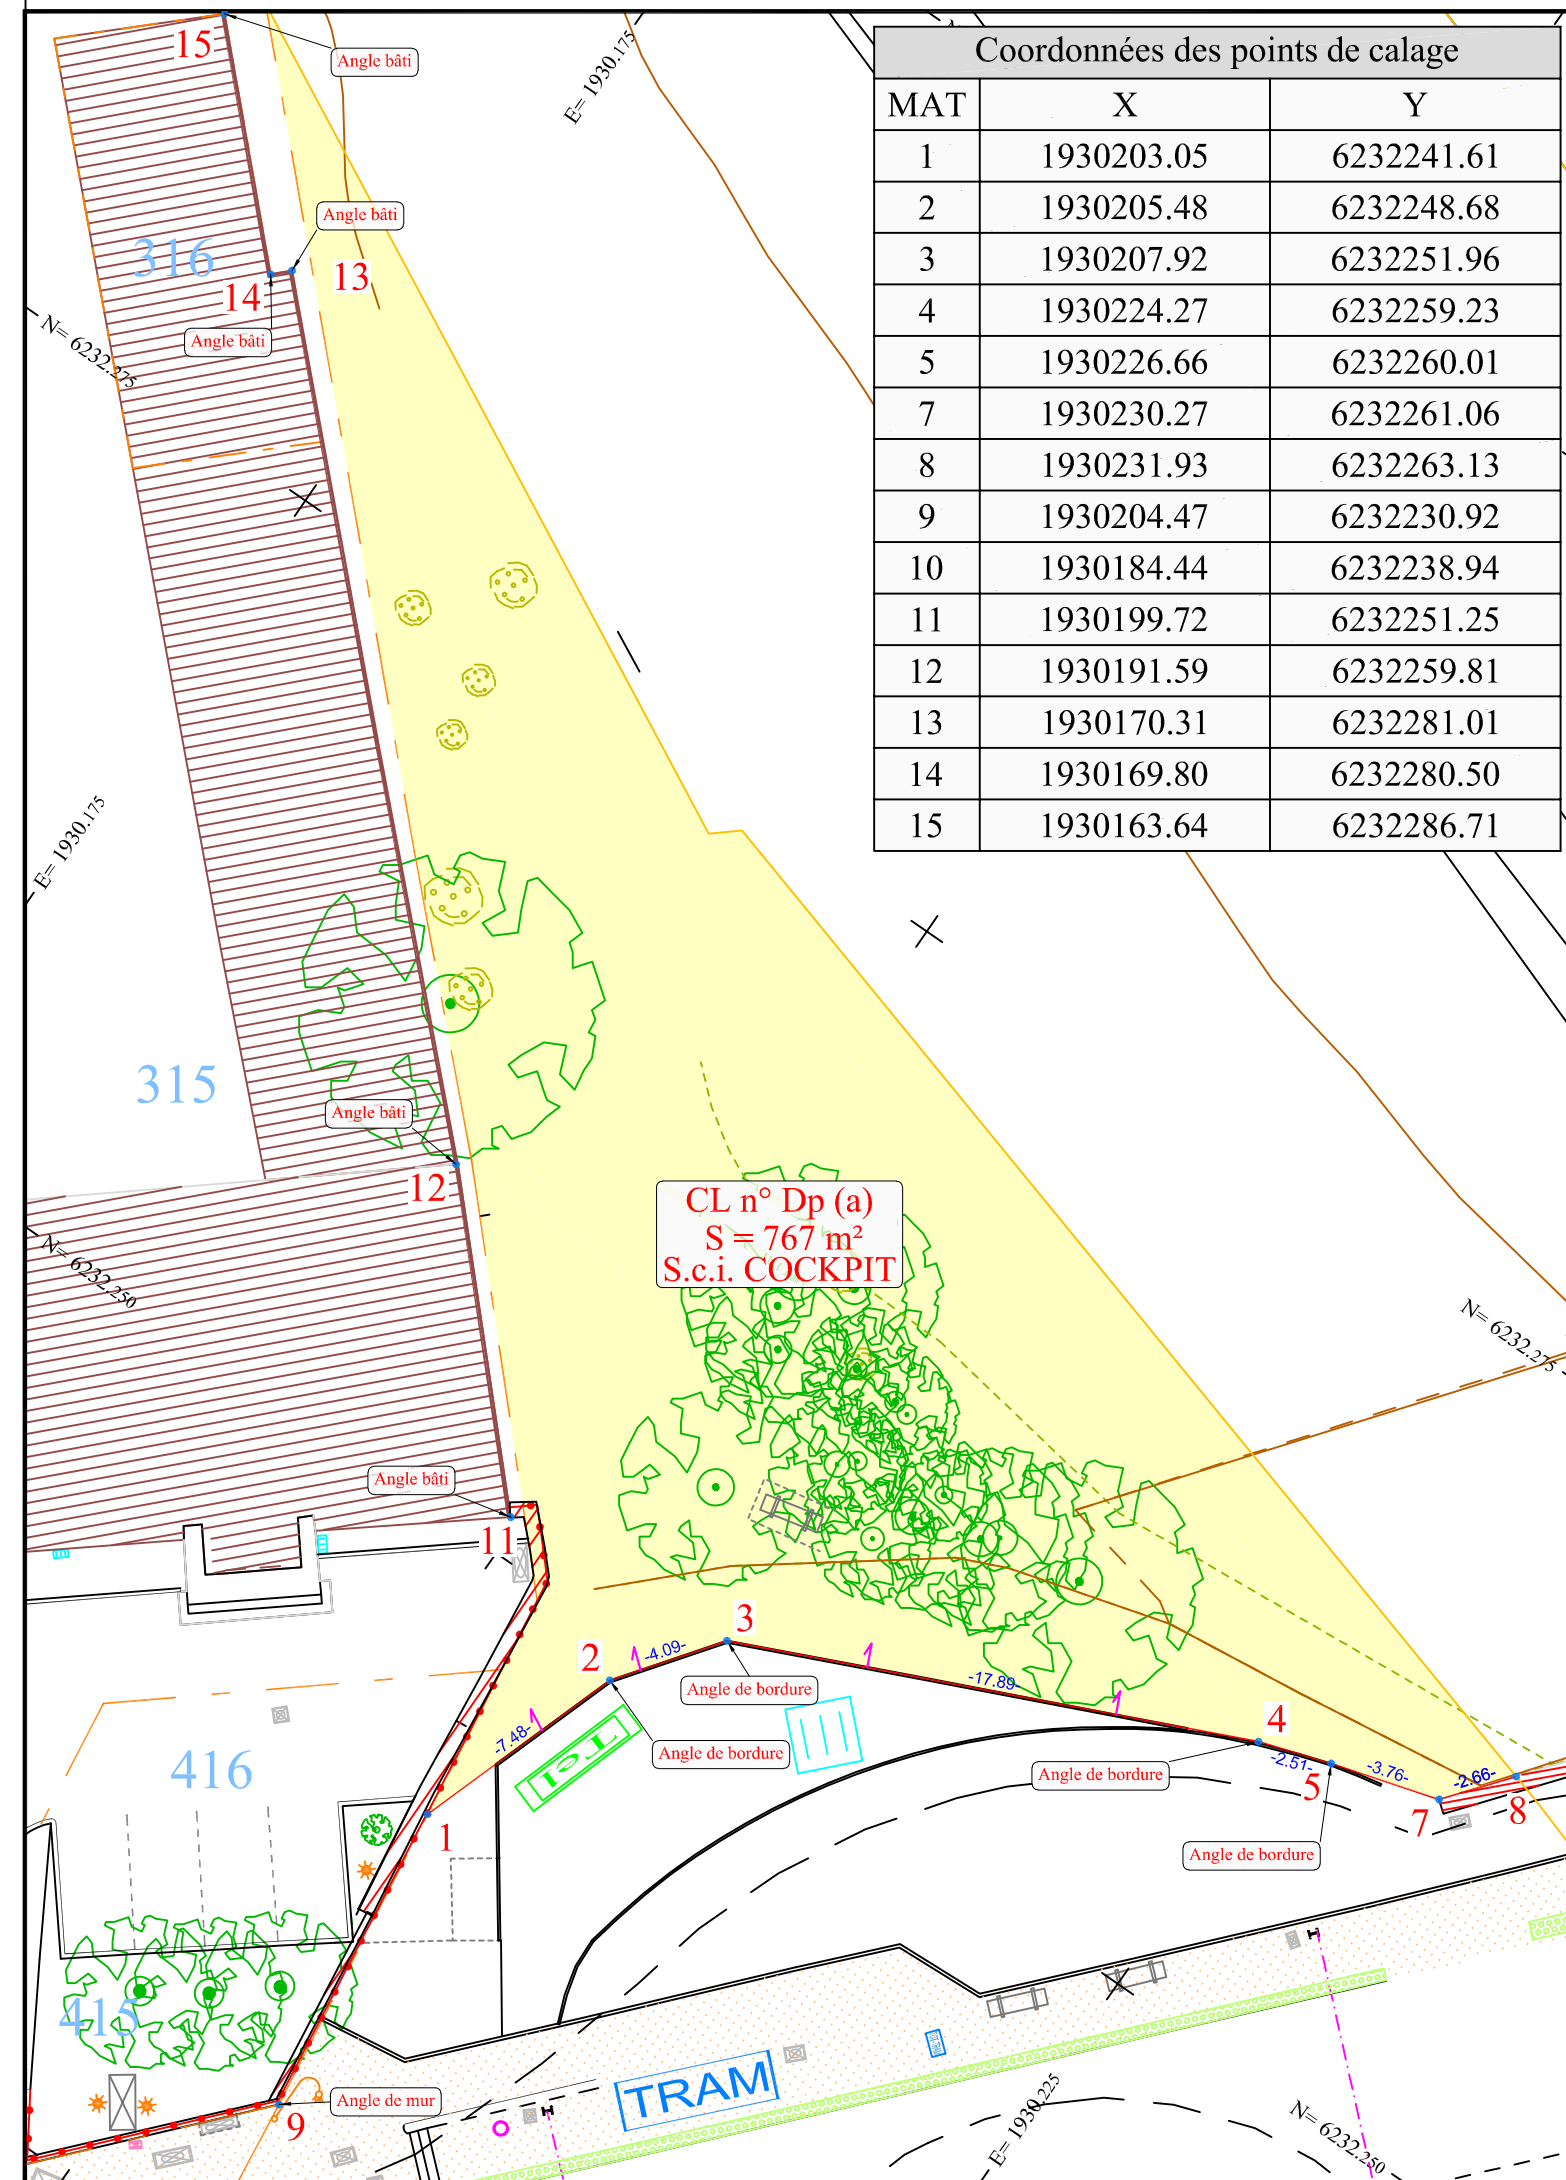 Coordonnées des points de calage
MAT X Y
1 1930203.05 6232241.61
2 1930205.48 6232248.68
3 1930207.92 6232251.96
4 1930224.27 6232259.23
5 1930226.66 6232260.01
7 1930230.27 6232261.06
8 1930231.93 6232263.13
9 1930204.47 6232230.92
10 1930184.44 6232238.94
11 1930199.72 6232251.25
12 1930191.59 6232259.81
13 1930170.31 6232281.01
14 1930169.80 6232280.50
15 1930163.64 6232286.71
15
Angle bâti
E= 1930.175
Angle bâti
316
13
14
Angle bâti
N= 6232.275
E= 1930.175
315
Angle bâti
12
CL n° Dp (a)
S = 767 m²
S.c.i. COCKPIT
N= 6232.250
N= 6232.275
Angle bâti
11
3
2
-4.09-
-17.89-
Angle de bordure
-7.48-
Tel
Angle de bordure
4
Angle de bordure
-2.51-
-3.76-
-2.66-
5
7
8
416
1
Angle de bordure
415
TRAM
Angle de mur
9
E= 1930.225
N= 6232.250